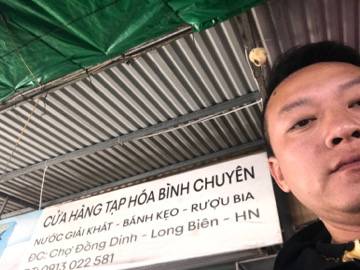 CỬA HÀNG TẠP HÓA BÌNH CHUYÊN
NƯỚC GIẢI KHÁT - BÁNH KẸO - RƯỢU BIA
ĐC: Chợ Đồng Dinh - Long Biên - HN
ĐT: 0913 022 581